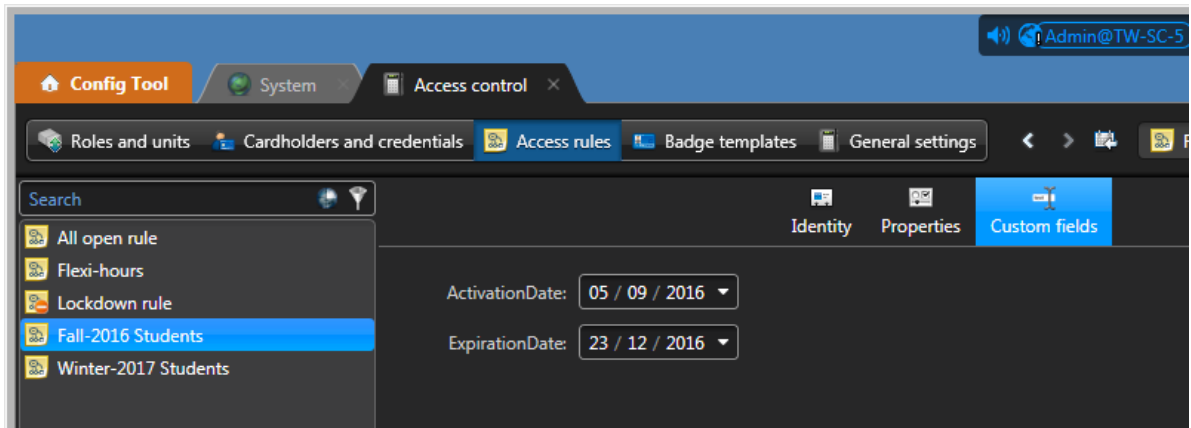 Admin@TW-SC-5
Config Tool System Access control
Roles and units Cardholders and credentials Access rules Badge templates General settings
Search
Identity Properties Custom fields
All open rule
Flexi-hours
Lockdown rule
Fall-2016 Students
Winter-2017 Students
ActivationDate: 05 / 09 / 2016
ExpirationDate: 23 / 12 / 2016